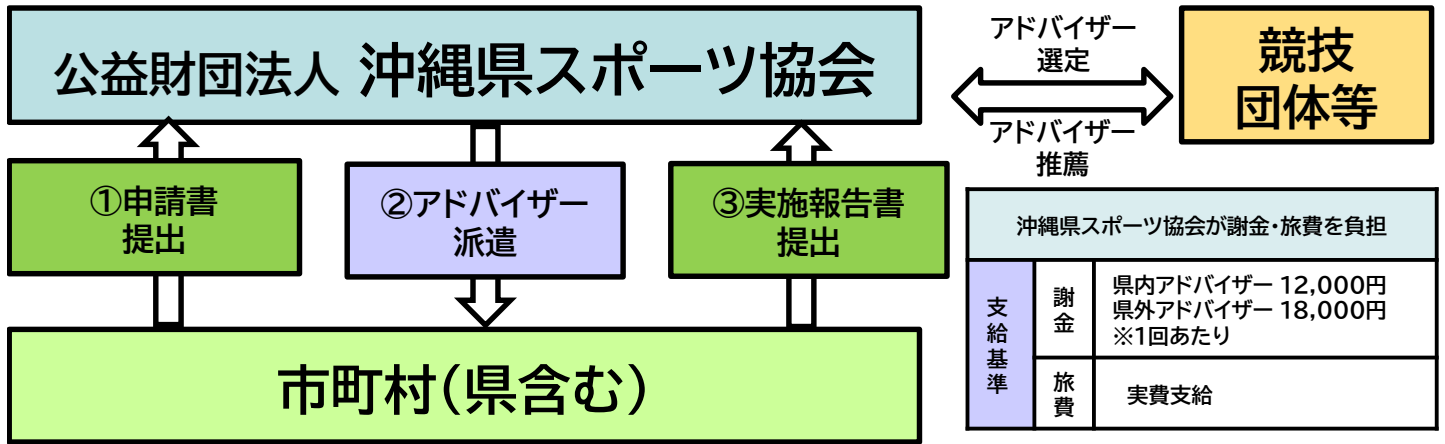 公益財団法人 沖縄県スポーツ協会
アドバイザー
選定
アドバイザー
推薦
競技
団体等
①申請書
提出
②アドバイザー
派遣
③実施報告書
提出
市町村(県含む)
沖縄県スポーツ協会が謝金・旅費を負担
支給基準
謝金
県内アドバイザー 12,000円
県外アドバイザー 18,000円
※1回あたり
旅費
実費支給